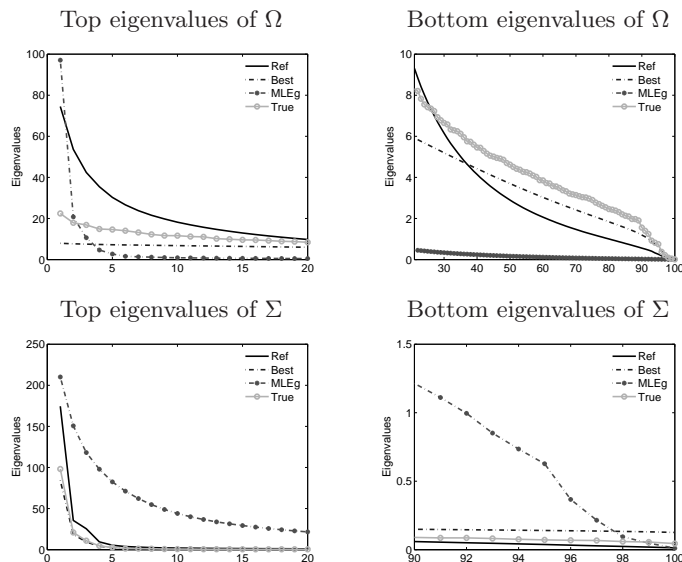 Top eigenvalues of Ω
Bottom eigenvalues of Ω
100
80
60
40
20
0
Eigenvalues
0
5
10
15
20
Ref
Best
MLEg
True
10
8
6
4
2
0
Eigenvalues
30
40
50
60
70
80
90
100
Ref
Best
MLEg
True
Top eigenvalues of Σ
Bottom eigenvalues of Σ
250
200
150
100
50
0
Eigenvalues
0
5
10
15
20
Ref
Best
MLEg
True
1.5
1
0.5
0
Eigenvalues
90
92
94
96
98
100
Ref
Best
MLEg
True